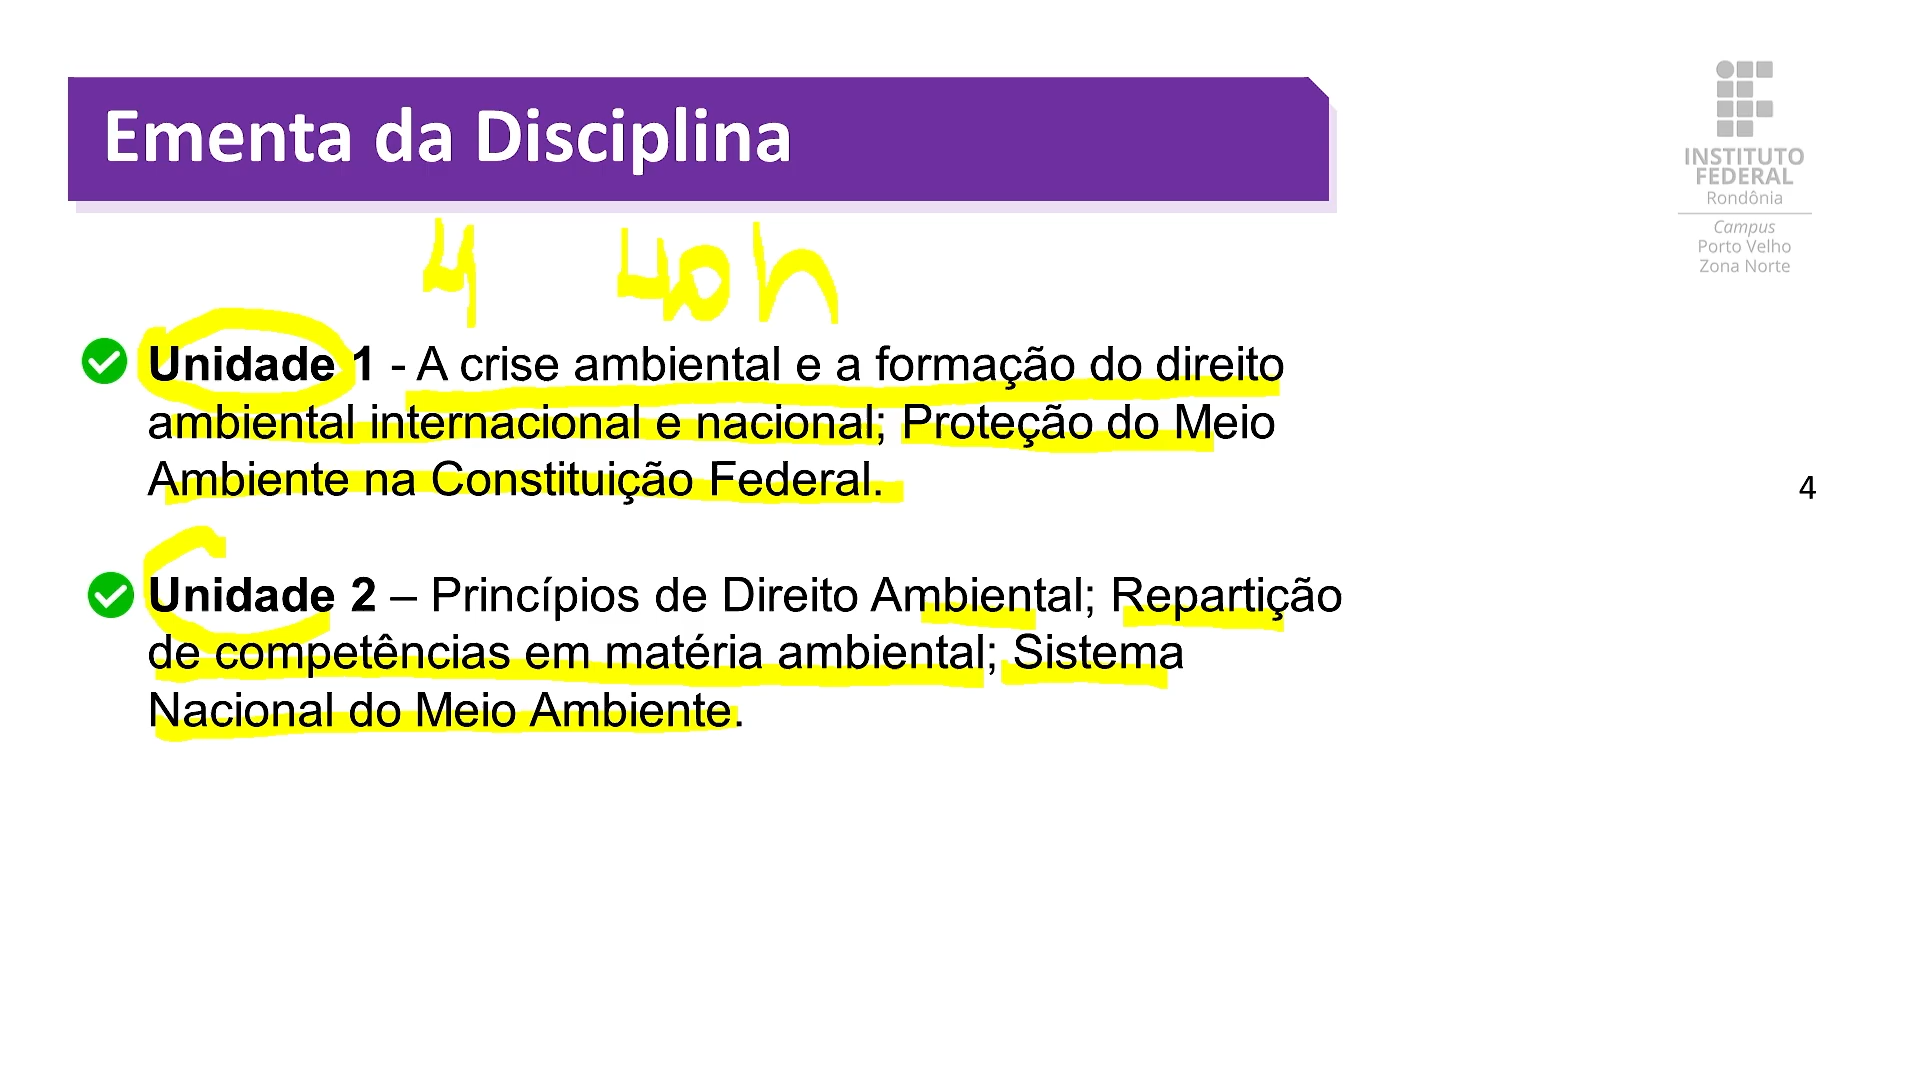 Ementa da Disciplina
INSTITUTO
FEDERAL
Rondônia
Campus
Porto Velho
Zona Norte
4 40h
Unidade 1 - A crise ambiental e a formação do direito
ambiental internacional e nacional; Proteção do Meio
Ambiente na Constituição Federal.
4
Unidade 2 – Princípios de Direito Ambiental; Repartição
de competências em matéria ambiental; Sistema
Nacional do Meio Ambiente.